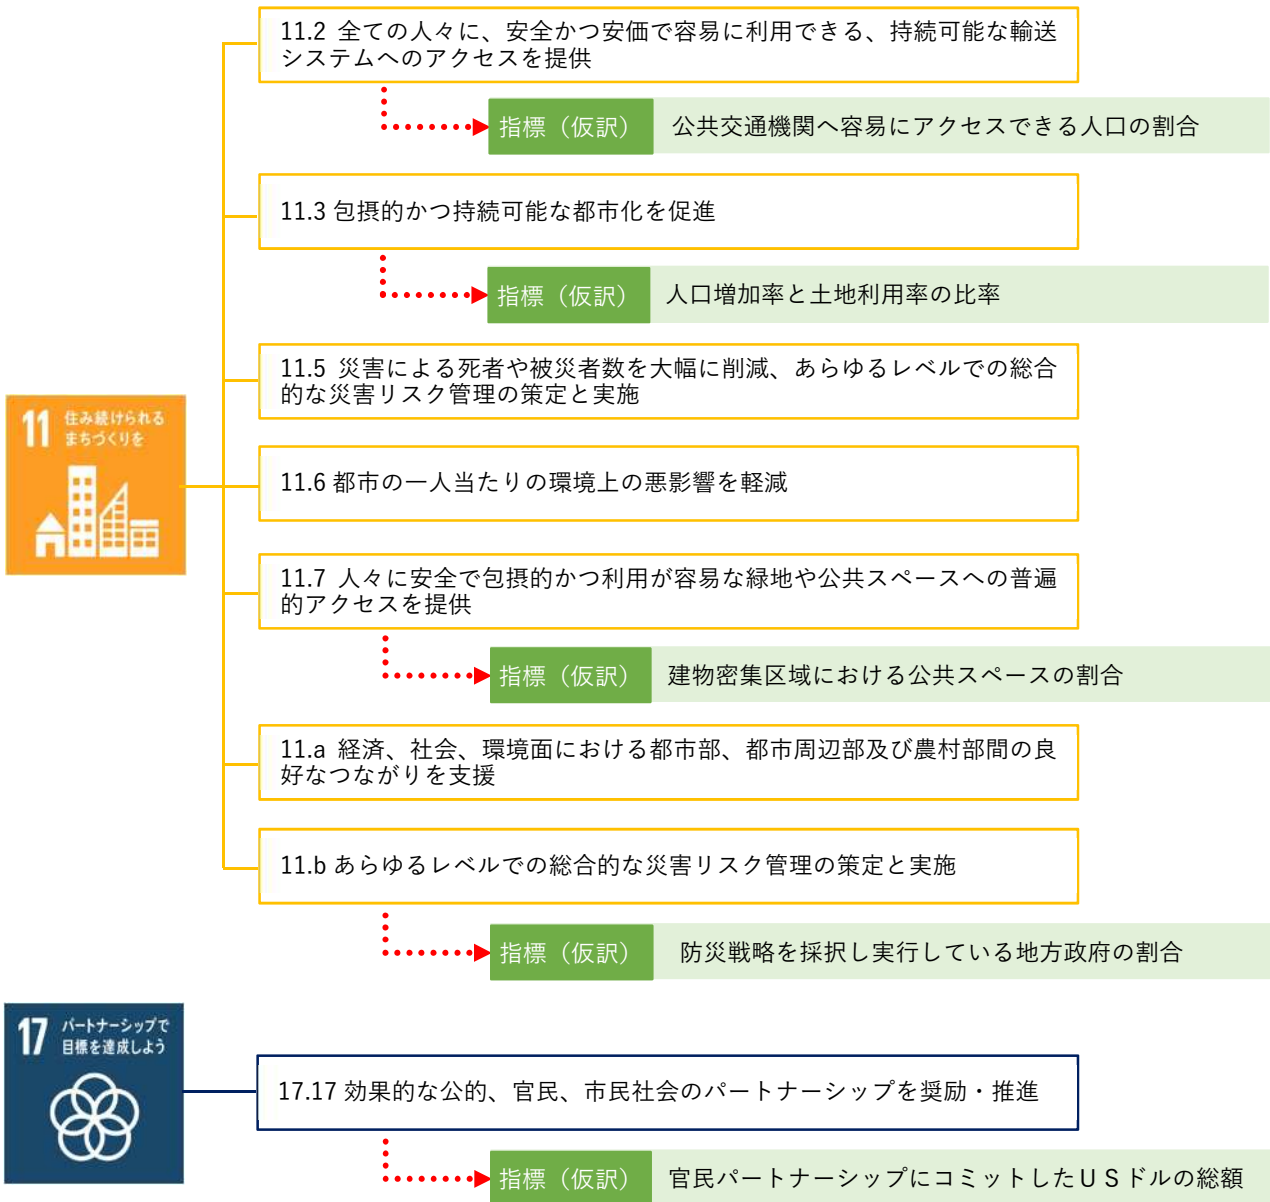 11.2 全ての人々に、安全かつ安価で容易に利用できる、持続可能な輸送
システムへのアクセスを提供
指標（仮訳） 公共交通機関へ容易にアクセスできる人口の割合
11.3 包摂的かつ持続可能な都市化を促進
指標（仮訳） 人口増加率と土地利用率の比率
11.5 災害による死者や被災者数を大幅に削減、あらゆるレベルでの総合
的な災害リスク管理の策定と実施
11 住み続けられる
まちづくりを
11.6 都市の一人当たりの環境上の悪影響を軽減
11.7 人々に安全で包摂的かつ利用が容易な緑地や公共スペースへの普遍
的アクセスを提供
指標（仮訳） 建物密集区域における公共スペースの割合
11.a 経済、社会、環境面における都市部、都市周辺部及び農村部間の良
好なつながりを支援
11.b あらゆるレベルでの総合的な災害リスク管理の策定と実施
指標（仮訳） 防災戦略を採択し実行している地方政府の割合
17 パートナーシップで
目標を達成しよう
17.17 効果的な公的、官民、市民社会のパートナーシップを奨励・推進
指標（仮訳） 官民パートナーシップにコミットしたＵＳドルの総額